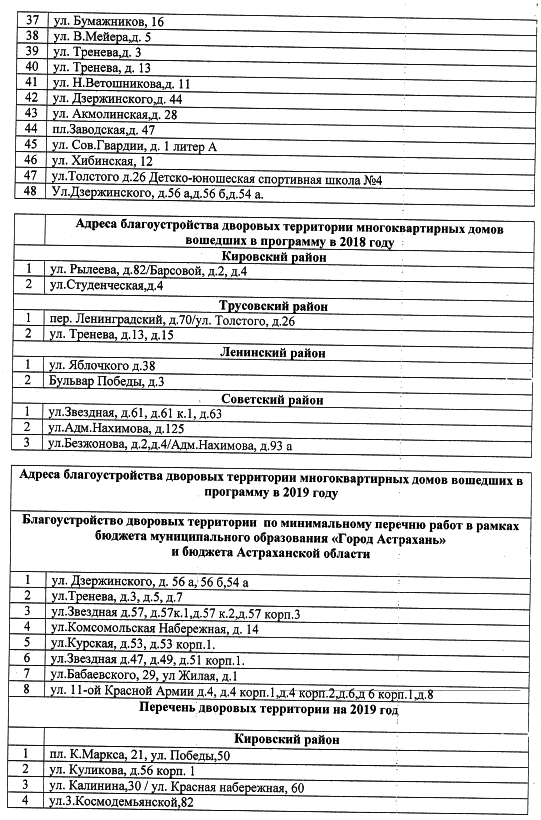 37 ул. Бумажников, 16
38 ул. В.Мейера,д. 5
39 ул. Тренева,д. 3
40 ул. Тренева, д. 13
41 ул. Н.Ветошникова,д. 11
42 ул. Дзержинского,д. 44
43 ул. Акмолинская,д. 28
44 пл.Заводская,д. 47
45 ул. Сов.Гвардии, д. 1 литер А
46 ул. Хибинская, 12
47 ул.Толстого д.26 Детско-юношеская спортивная школа №4
48 Ул.Дзержинского, д.56 а,д.56 б,д.54 а.
Адреса благоустройства дворовых территории многоквартирных домов
вошедших в программу в 2018 году
Кировский район
1 ул. Рылеева, д.82/Барсовой, д.2, д.4
2 ул.Студенческая,д.4
Трусовский район
1 пер. Ленинградский, д.70/ул. Толстого, д.26
2 ул. Тренева, д.13, д.15
Ленинский район
1 ул. Яблочкого д.38
2 Бульвар Победы, д.3
Советский район
1 ул.Звездная, д.61, д.61 к.1, д.63
2 ул.Адм.Нахимова, д.125
3 ул.Безжонова, д.2,д.4/Адм.Нахимова, д.93 а
Адреса благоустройства дворовых территории многоквартирных домов вошедших в
программу в 2019 году
Благоустройство дворовых территории по минимальному перечню работ в рамках
бюджета муниципального образования «Город Астрахань»
и бюджета Астраханской области
1 ул. Дзержинского, д. 56 а, 56 б,54 а
2 ул.Тренева, д.3, д.5, д.7
3 ул.Звездная д.57, д.57к.1,д.57 к.2,д.57 корп.3
4 ул.Комсомольская Набережная, д. 14
5 ул.Курская, д.53, д.53 корп.1.
6 ул.Звездная д.47, д.49, д.51 корп.1.
7 ул.Бабаевского, 29, ул Жилая, д.1
8 ул. 11-ой Красной Армии д.4, д.4 корп.1,д.4 корп.2,д.6,д 6 корп.1,д.8
Перечень дворовых территории на 2019 год
Кировский район
1 пл. К.Маркса, 21, ул. Победы,50
2 ул. Куликова, д.56 корп. 1
3 ул. Калинина,30 / ул. Красная набережная, 60
4 ул.З.Космодемьянской,82